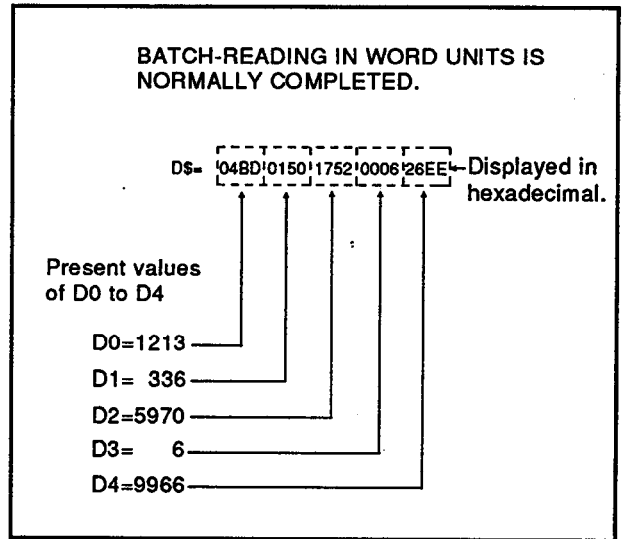 BATCH-READING IN WORD UNITS IS
NORMALLY COMPLETED.
D$= 04BD 0150 1752 0006 26EE Displayed in
hexadecimal.
Present values
of D0 to D4
D0=1213
D1= 336
D2=5970
D3= 6
D4=9966